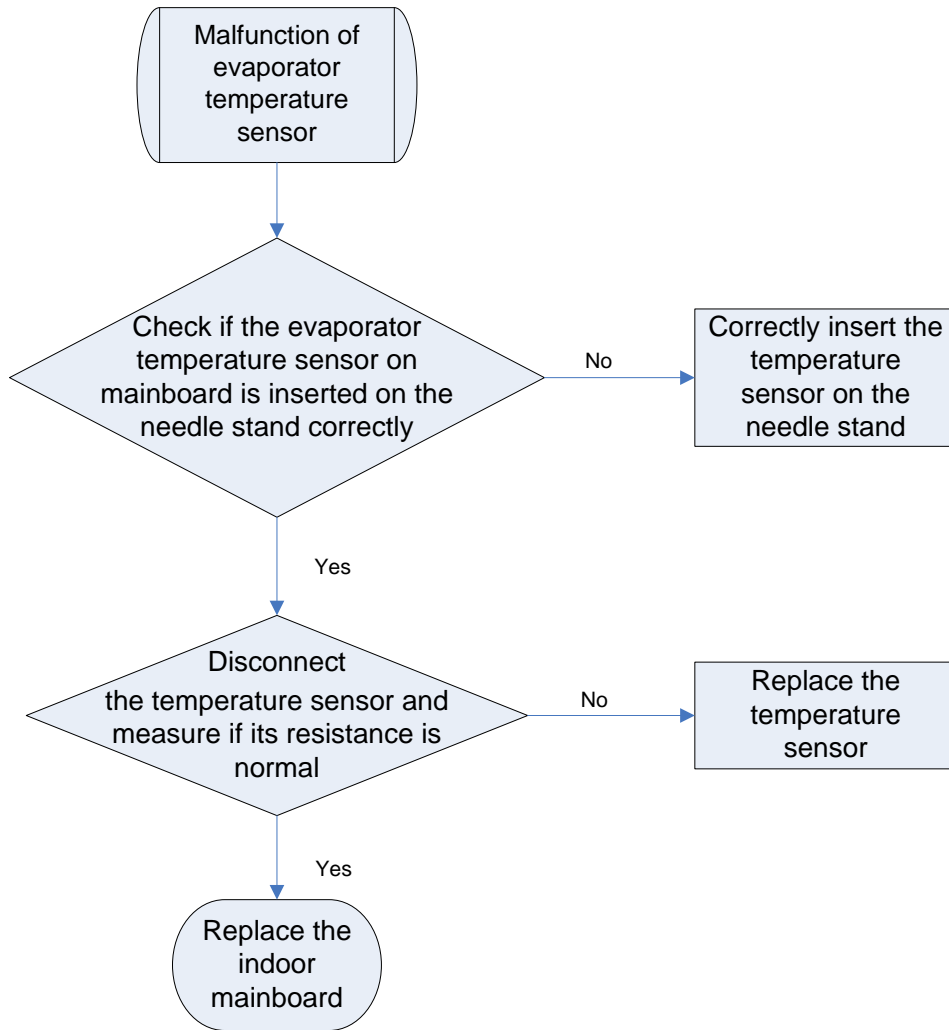 Malfunction of
evaporator
temperature
sensor
Check if the evaporator
temperature sensor on
mainboard is inserted on the
needle stand correctly
No
Correctly insert the
temperature
sensor on the
needle stand
Yes
Disconnect
the temperature sensor and
measure if its resistance is
normal
No
Replace the
temperature
sensor
Yes
Replace the
indoor
mainboard